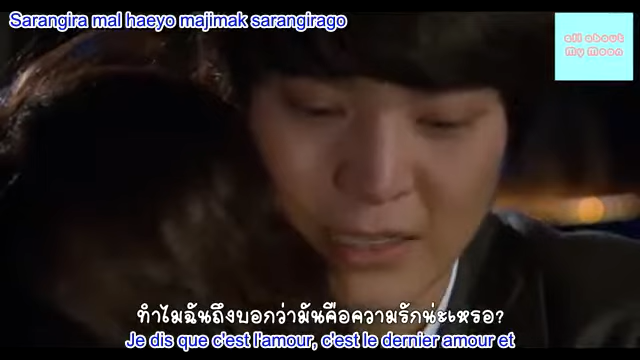 Sarangira mal haeyo majimak sarangirago
all about
my moon
ทำไมฉันถึงบอกว่ามันคือความรักน่ะเหรอ?
Je dis que c'est l'amour, c'est le dernier amour et